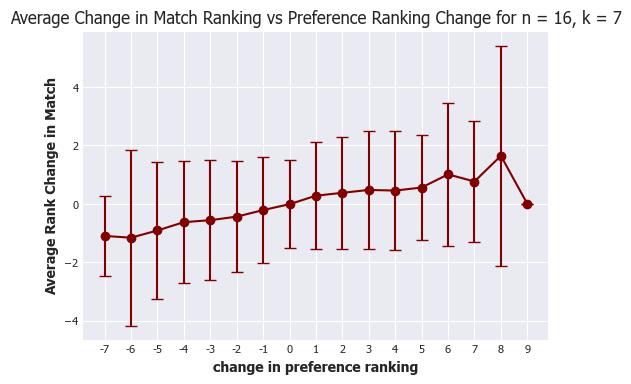 Average Change in Match Ranking vs Preference Ranking Change for n = 16, k = 7
Average Rank Change in Match
4
2
0
−2
−4
-7 -6 -5 -4 -3 -2 -1 0 1 2 3 4 5 6 7 8 9
change in preference ranking